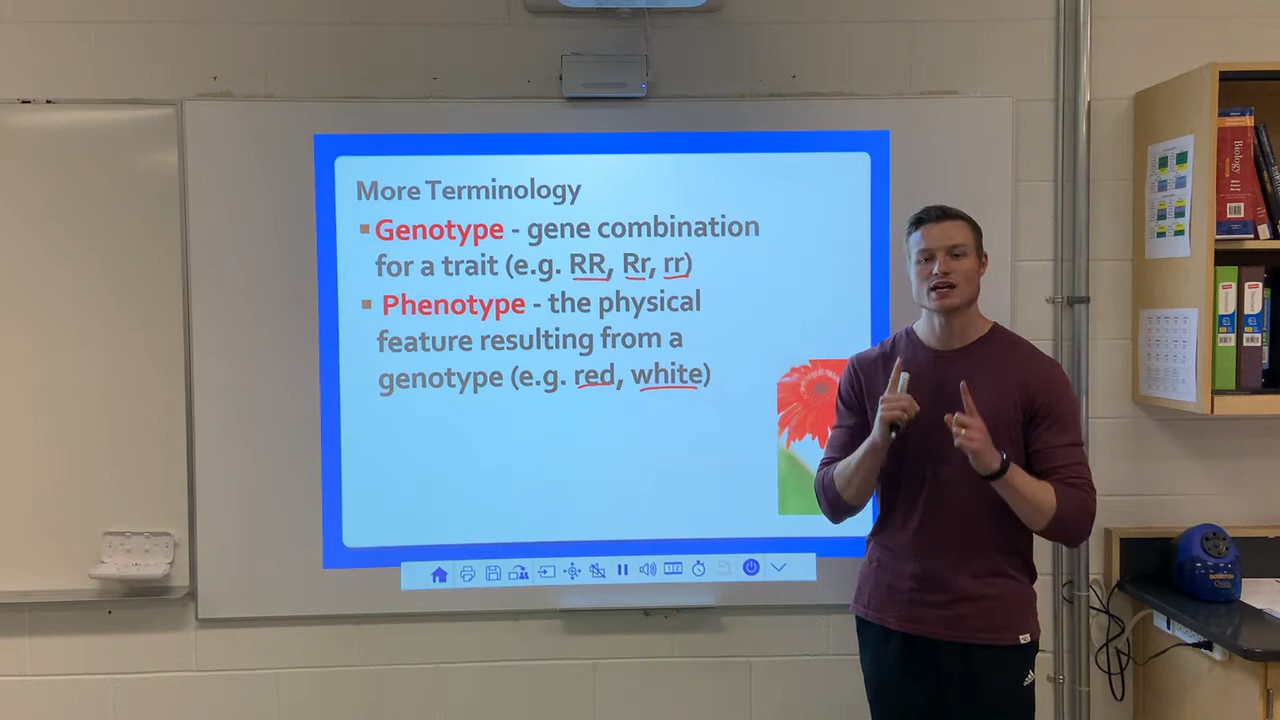 More Terminology
Genotype - gene combination
for a trait (e.g. RR, Rr, rr)
Phenotype - the physical
feature resulting from a
genotype (e.g. red, white)
Biology